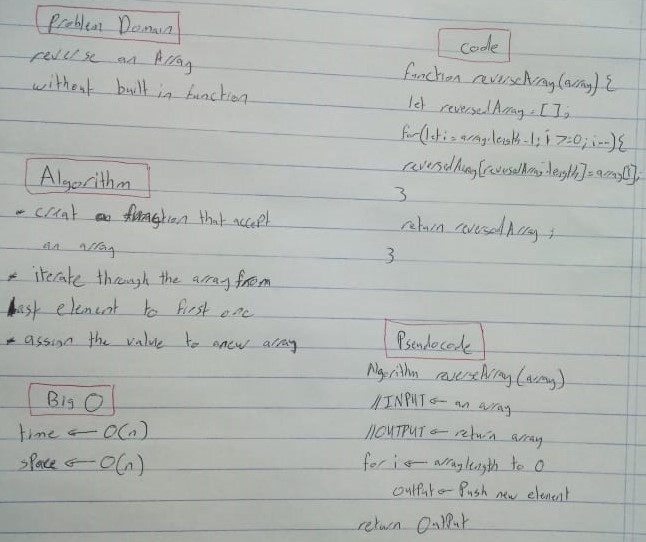 Problem Domain
reverse an Array
without built in function
Algorithm
* creat a function that accept
an array
* iterate through the array from
last element to first one
* assign the value to anew array
Big O
time ← O(n)
space ← O(n)
code
function reverseArray(array) {
let reversedArray = [];
for(let i = array.length-1; i >=0; i--){
reversedArray[reversedArray.length]=array[i];
}
return reversedArray;
}
Pseudocode
Algorithm reverseArray(array)
//INPUT ← an array
//OUTPUT ← return array
for i ← array length to 0
OutPut ← Push new element
return OutPut